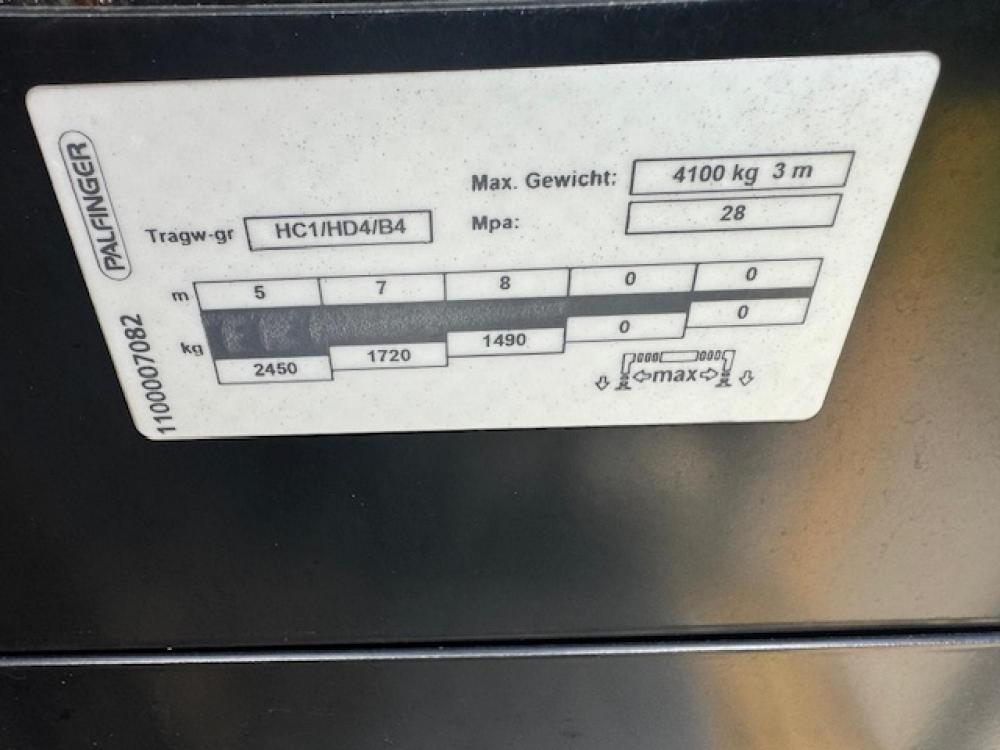 PALFINGER
1100007082
Max. Gewicht: 4100 kg 3 m
Mpa: 28
Tragw-gr HC1/HD4/B4
m 5 7 8 0 0
kg 2450 1720 1490 0 0
max